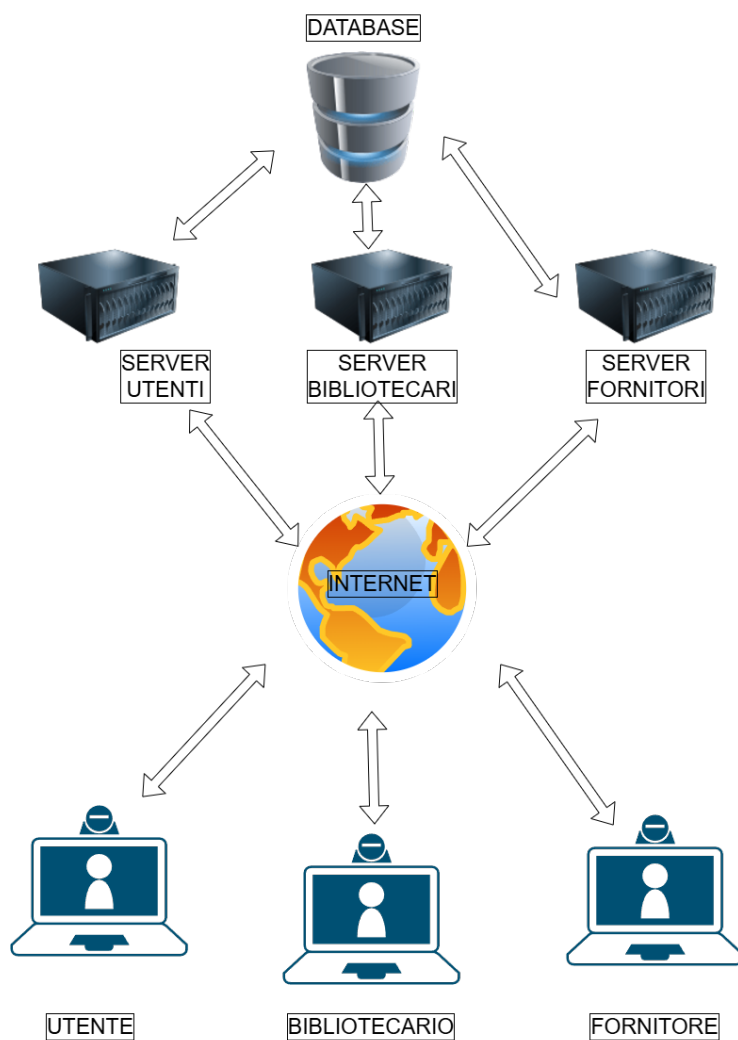 DATABASE
SERVER
UTENTI
SERVER
BIBLIOTECARI
SERVER
FORNITORI
INTERNET
UTENTE
BIBLIOTECARIO
FORNITORE